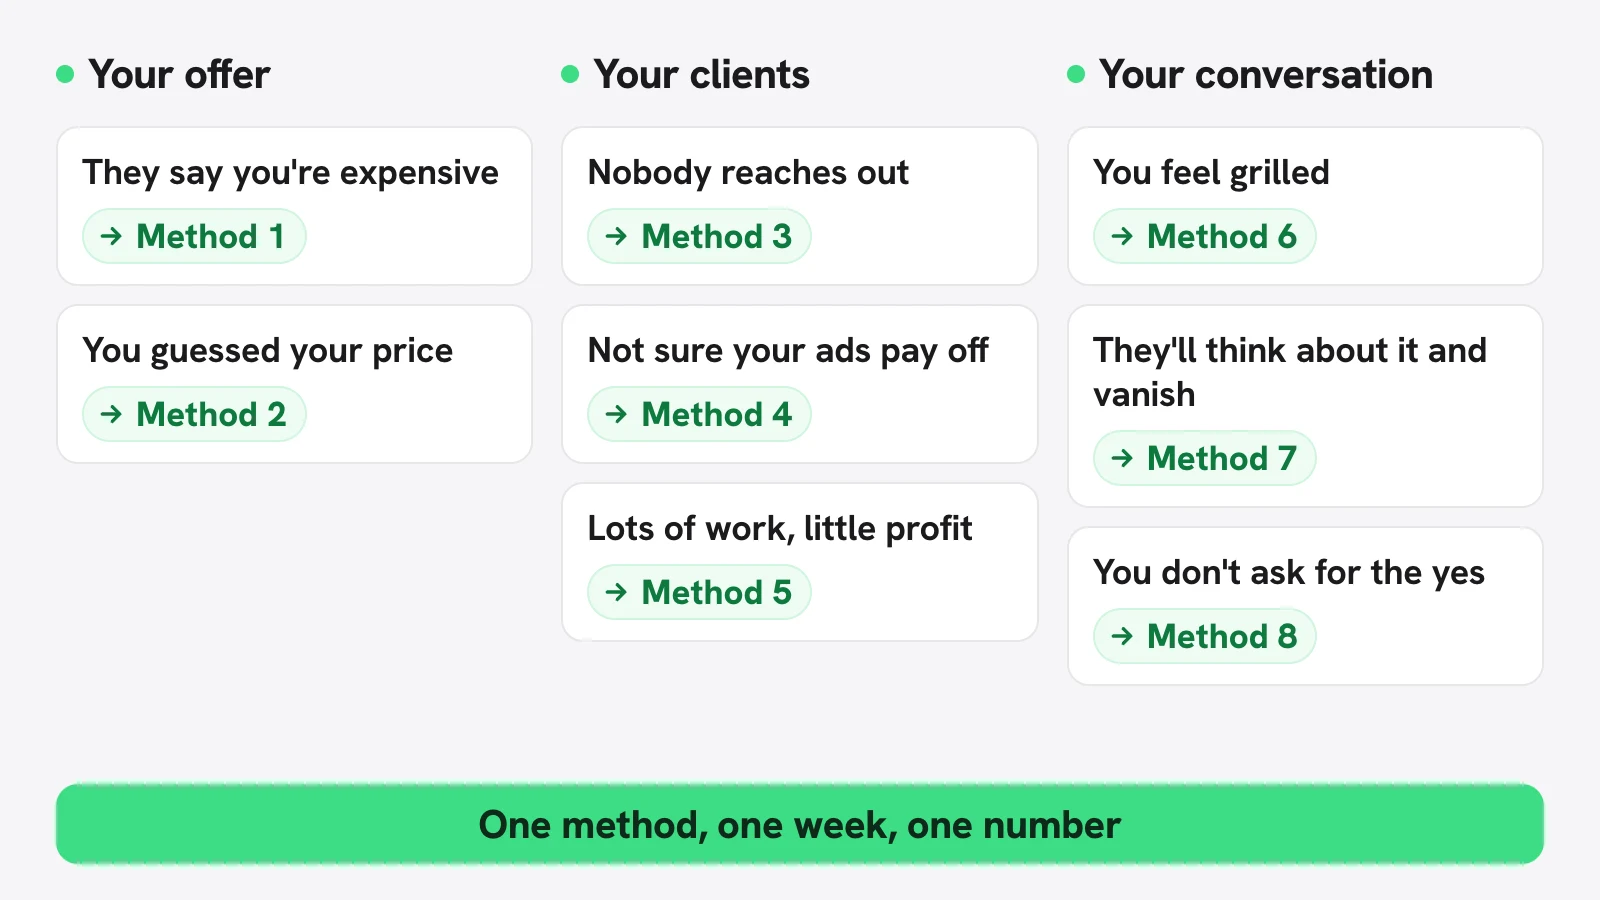 Your offer
They say you're expensive
→ Method 1
You guessed your price
→ Method 2
Your clients
Nobody reaches out
→ Method 3
Not sure your ads pay off
→ Method 4
Lots of work, little profit
→ Method 5
Your conversation
You feel grilled
→ Method 6
They'll think about it and
vanish
→ Method 7
You don't ask for the yes
→ Method 8
One method, one week, one number